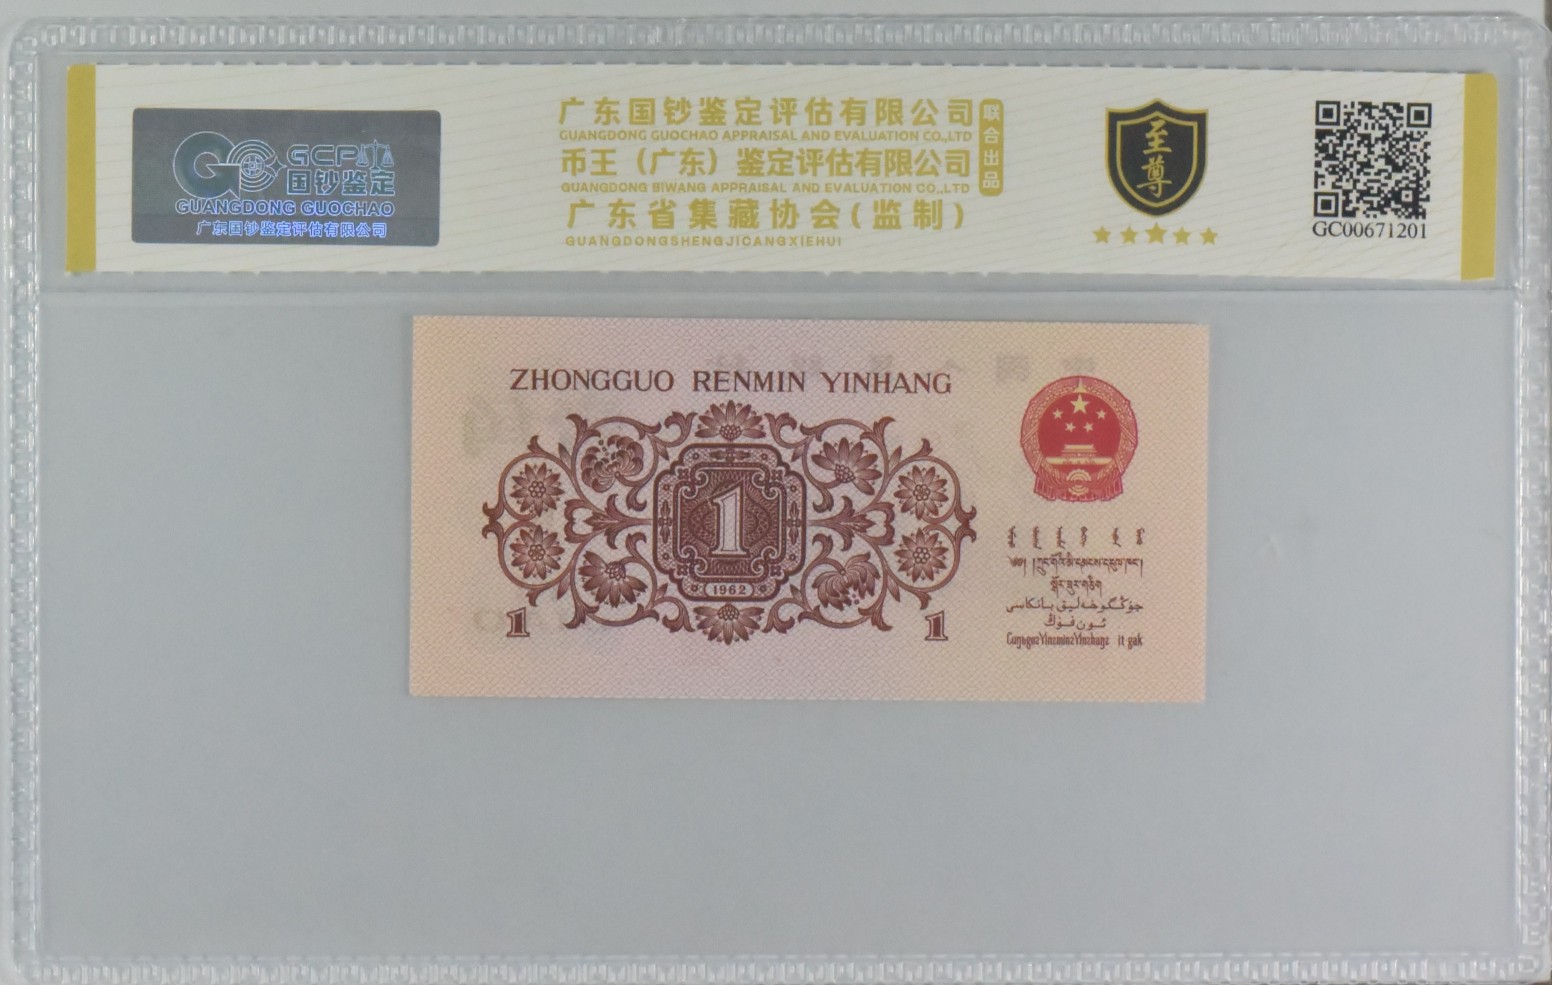 GCP
国钞鉴定
GUANGDONG GUOCHAO
广东国钞鉴定评估有限公司
广东国钞鉴定评估有限公司
GUANGDONG GUOCHAO APPRAISAL AND EVALUATION CO.,LTD
币王（广东）鉴定评估有限公司
GUANGDONG BIWANG APPRAISAL AND EVALUATION CO.,LTD
广东省集藏协会(监制)
GUANGDONGSHENGJICANGXIEHUI
联合出品
至尊
GC00671201
ZHONGGUO RENMIN YINHANG
1
(1962)
1
1
جۇڭگوخەلىق بانكاسى
ئون فۇڭ